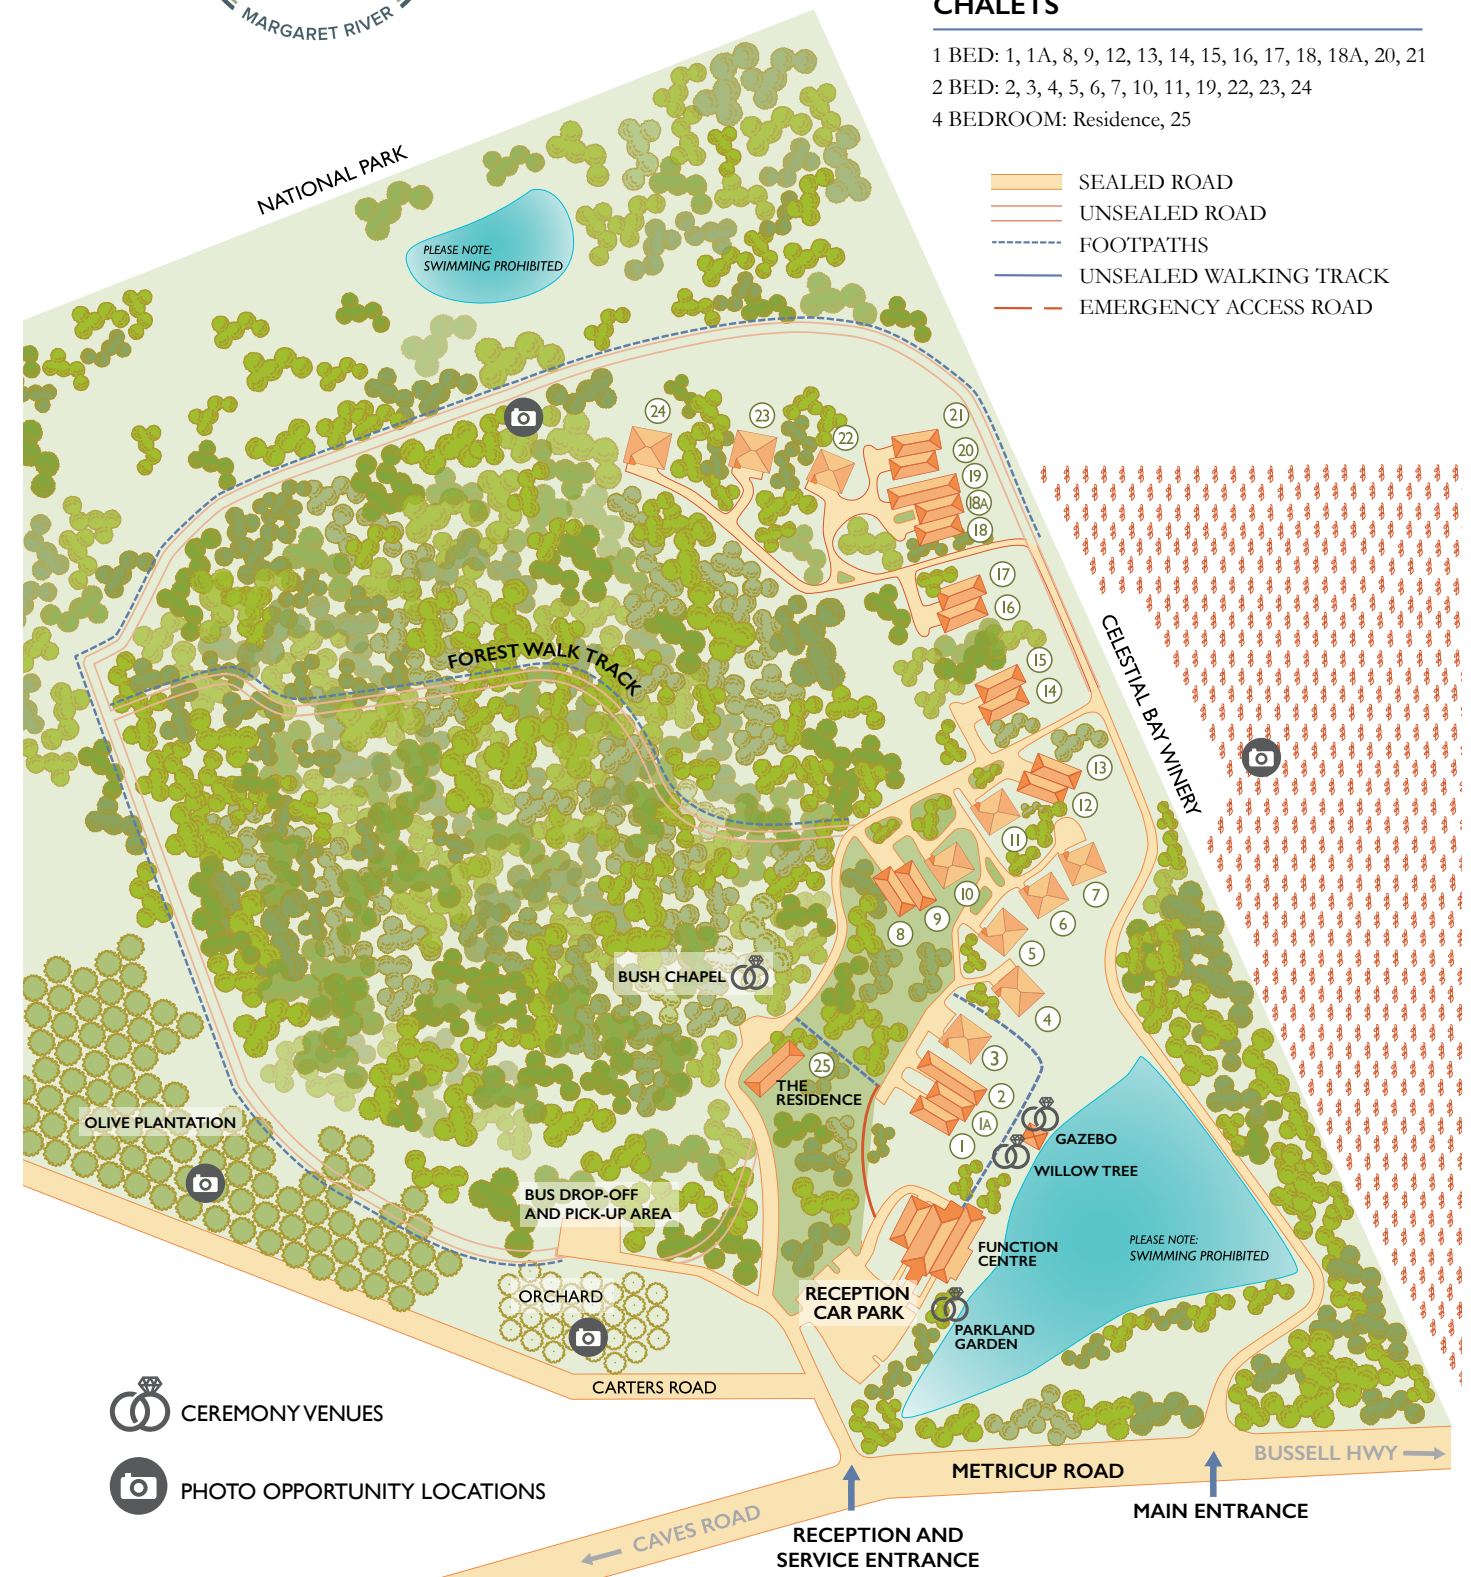 MARGARET RIVER
CHALETS
1 BED: 1, 1A, 8, 9, 12, 13, 14, 15, 16, 17, 18, 18A, 20, 21
2 BED: 2, 3, 4, 5, 6, 7, 10, 11, 19, 22, 23, 24
4 BEDROOM: Residence, 25
SEALED ROAD
UNSEALED ROAD
FOOTPATHS
UNSEALED WALKING TRACK
EMERGENCY ACCESS ROAD
NATIONAL PARK
PLEASE NOTE:
SWIMMING PROHIBITED
24
23
22
21
20
19
18A
18
17
16
15
14
13
12
11
10
9
8
7
6
5
4
3
2
1A
1
25
FOREST WALK TRACK
CELESTIAL BAY WINERY
BUSH CHAPEL
THE
RESIDENCE
OLIVE PLANTATION
GAZEBO
WILLOW TREE
BUS DROP-OFF
AND PICK-UP AREA
PLEASE NOTE:
SWIMMING PROHIBITED
FUNCTION
CENTRE
ORCHARD
RECEPTION
CAR PARK
PARKLAND
GARDEN
CARTERS ROAD
CEREMONY VENUES
PHOTO OPPORTUNITY LOCATIONS
METRICUP ROAD
BUSSELL HWY
CAVES ROAD
MAIN ENTRANCE
RECEPTION AND
SERVICE ENTRANCE